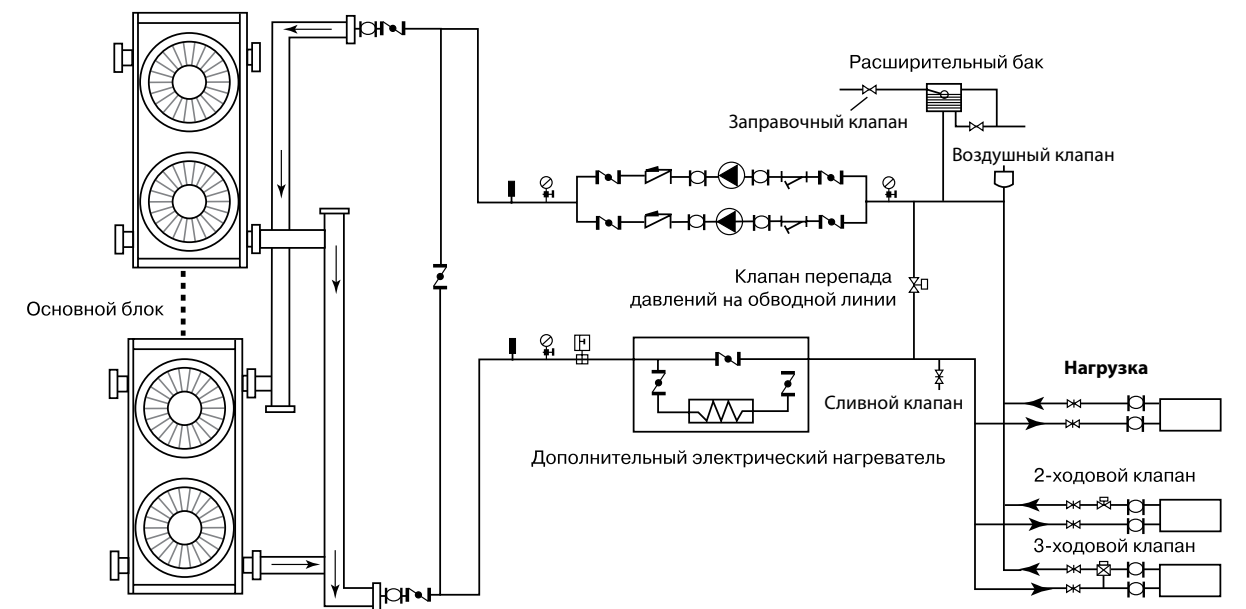 Расширительный бак
Заправочный клапан
Воздушный клапан
Клапан перепада
давлений на обводной линии
Основной блок
Нагрузка
Сливной клапан
Дополнительный электрический нагреватель
2-ходовой клапан
3-ходовой клапан